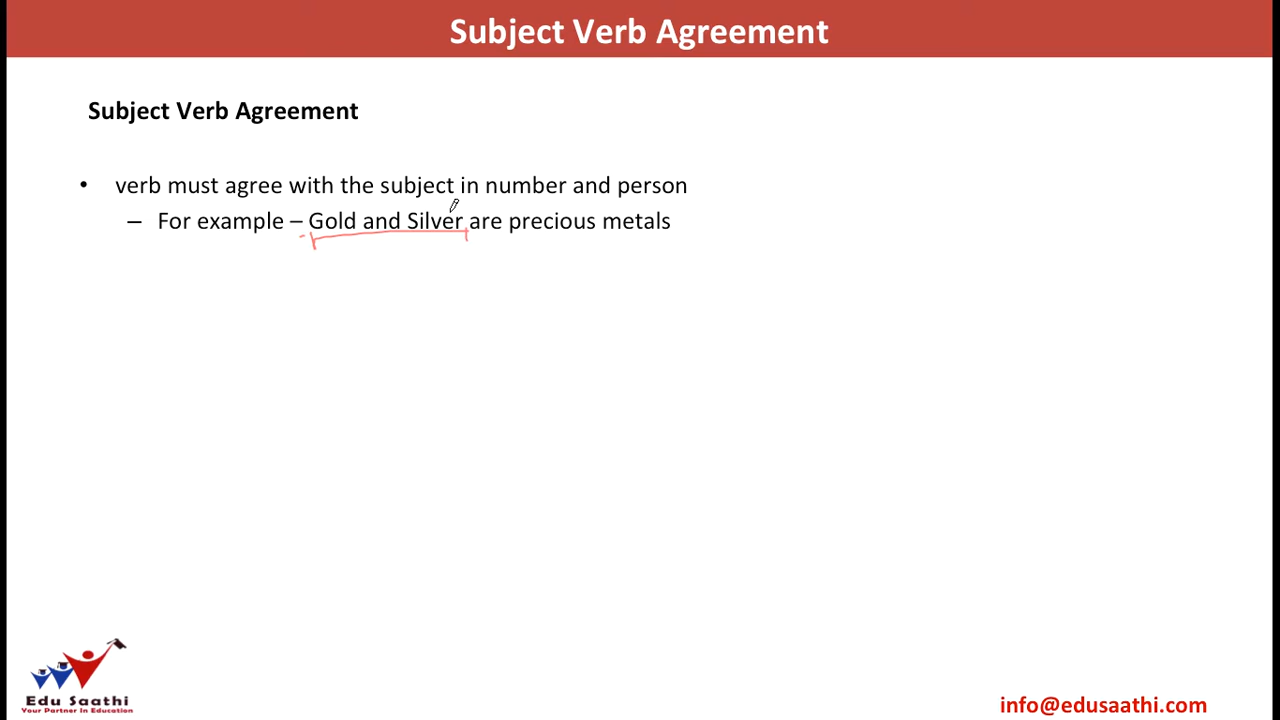 Subject Verb Agreement
Subject Verb Agreement
• verb must agree with the subject in number and person
– For example – Gold and Silver are precious metals
Edu Saathi
Your Partner In Education
info@edusaathi.com